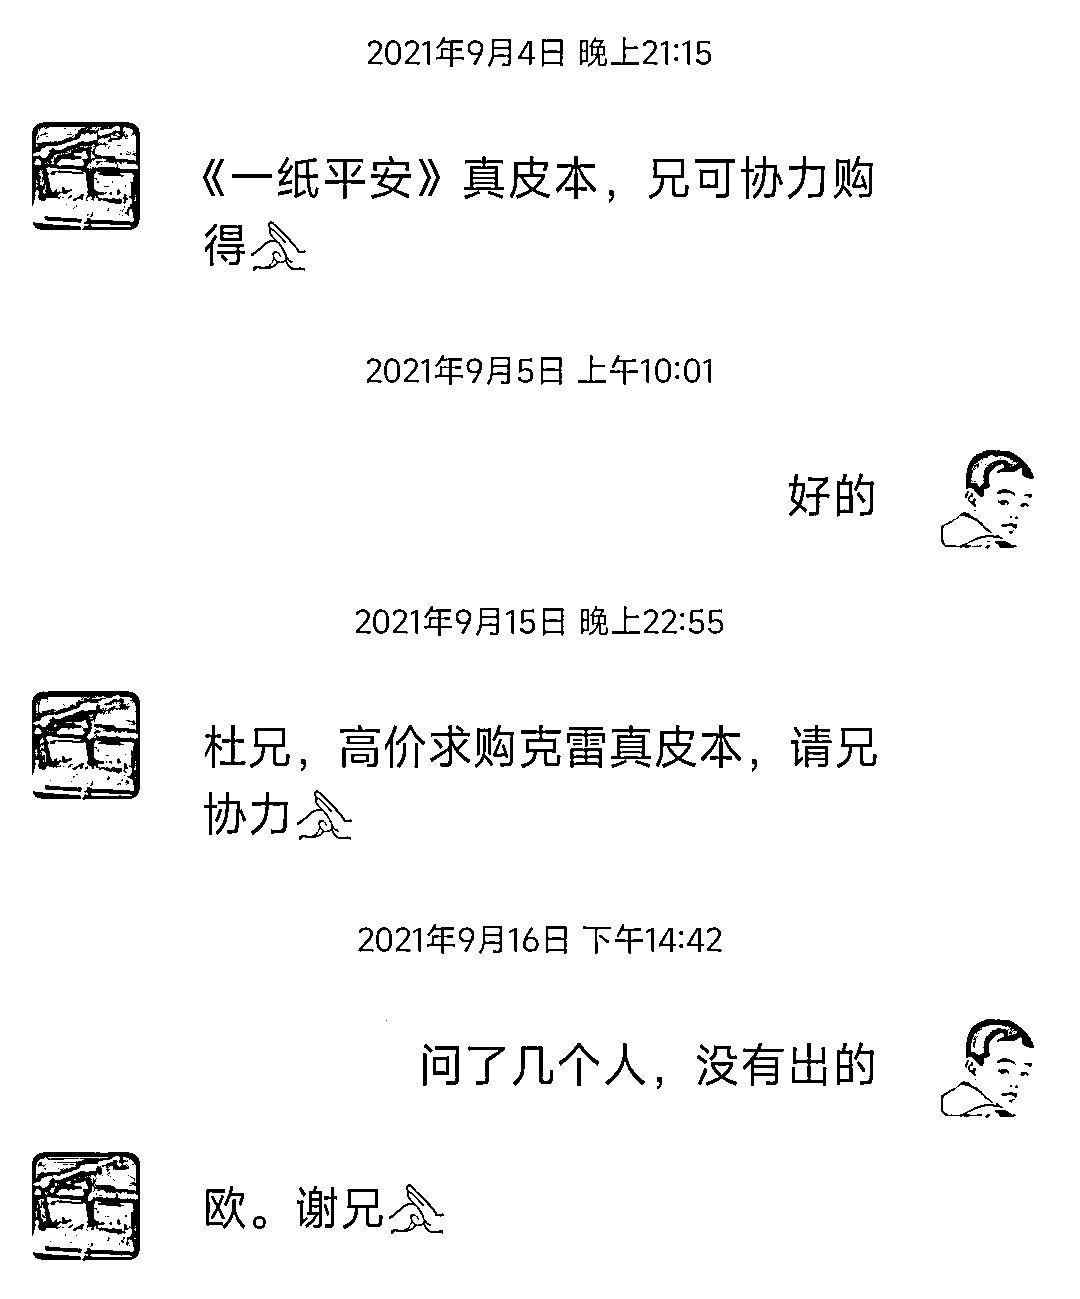 2021年9月4日 晚上21:15
《一纸平安》真皮本，兄可协力购
得🙏
2021年9月5日 上午10:01
好的
2021年9月15日 晚上22:55
杜兄，高价求购克雷真皮本，请兄
协力🙏
2021年9月16日 下午14:42
问了几个人，没有出的
欧。谢兄🙏